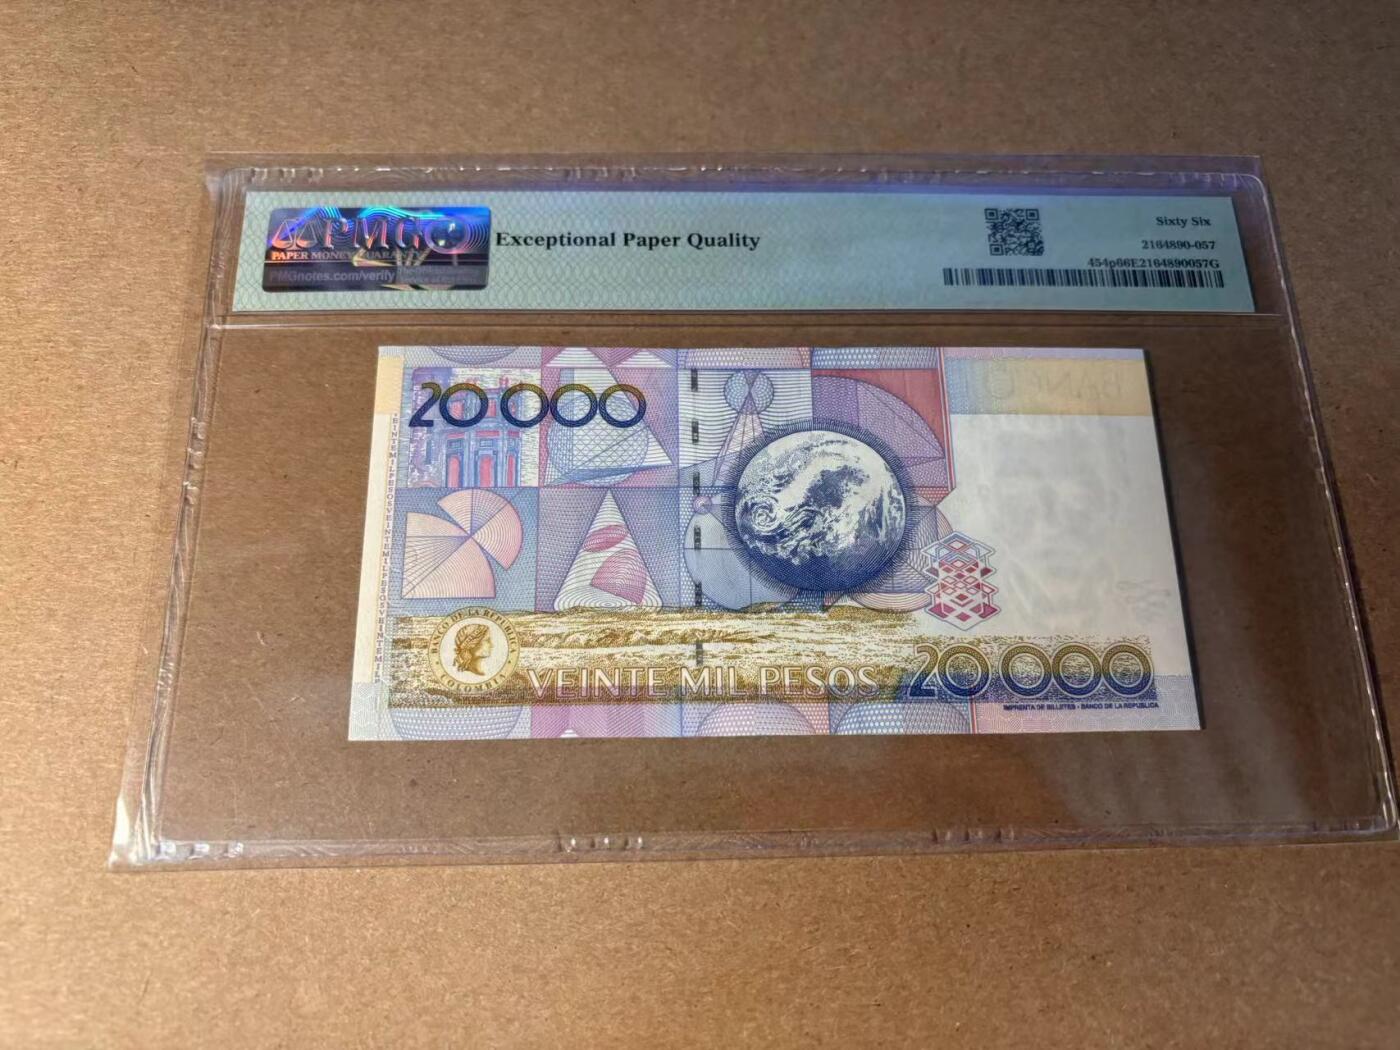 PMG
PAPER MONEY GUARANTY
PMGnotes.com/verify
Exceptional Paper Quality
Sixty Six
2164890-057
454p66E2164890057G
20 000
BANCO DE LA REPUBLICA
COLOMBIA
VEINTE MIL PESOS
20 000
IMPRENTA DE BILLETES - BANCO DE LA REPUBLICA